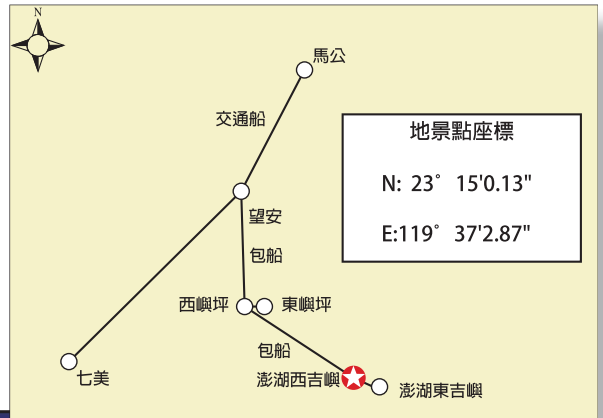 N
馬公
交通船
地景點座標
N: 23° 15'0.13"
E:119° 37'2.87"
望安
包船
西嶼坪
東嶼坪
包船
七美
澎湖西吉嶼
澎湖東吉嶼